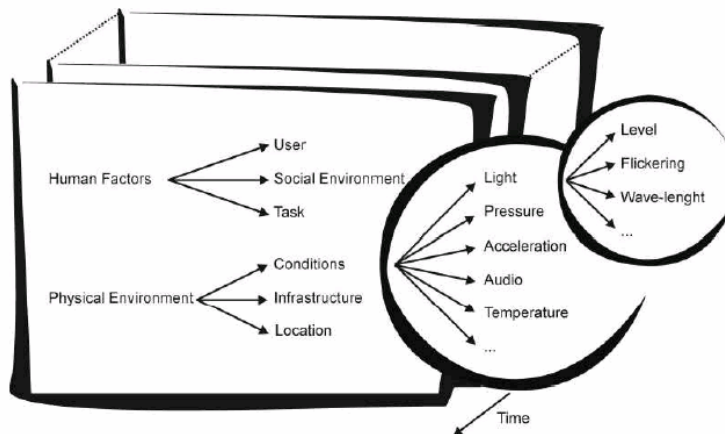 Human Factors
User
Social Environment
Task
Physical Environment
Conditions
Infrastructure
Location
Light
Pressure
Acceleration
Audio
Temperature
...
Level
Flickering
Wave-lenght
...
Time